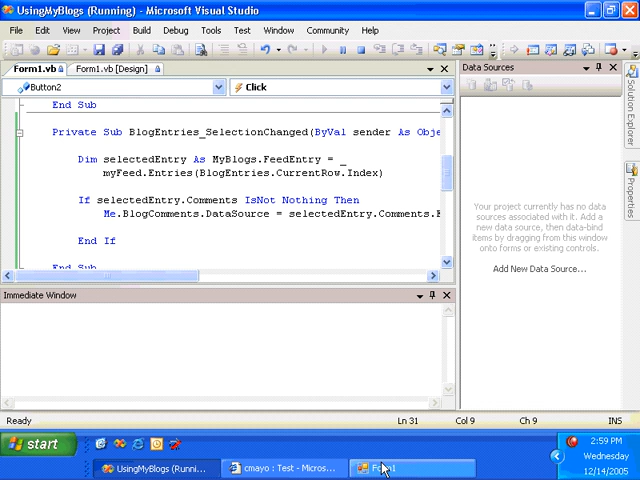 UsingMyBlogs (Running) - Microsoft Visual Studio
File Edit View Project Build Debug Tools Test Window Community Help
Form1.vb Form1.vb [Design]
Button2 Click
End Sub
Private Sub BlogEntries_SelectionChanged(ByVal sender As Obje
Dim selectedEntry As MyBlogs.FeedEntry = _
myFeed.Entries(BlogEntries.CurrentRow.Index)
If selectedEntry.Comments IsNot Nothing Then
Me.BlogComments.DataSource = selectedEntry.Comments.E
End If
End Sub
Data Sources
Your project currently has no data
sources associated with it. Add a
new data source, then data-bind
items by dragging from this window
onto forms or existing controls.
Add New Data Source...
Solution Explorer
Properties
Immediate Window
Ready Ln 31 Col 9 Ch 9 INS
start
UsingMyBlogs (Runni... cmayo : Test - Micros... Form1
2:59 PM
Wednesday
12/14/2005